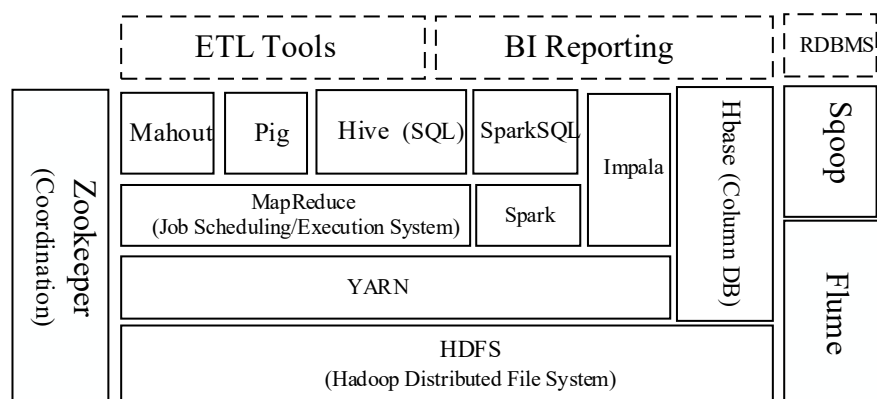 ETL Tools
BI Reporting
RDBMS
Zookeeper
(Coordination)
Mahout
Pig
Hive (SQL)
SparkSQL
Impala
Hbase (Column DB)
Sqoop
MapReduce
(Job Scheduling/Execution System)
Spark
YARN
Flume
HDFS
(Hadoop Distributed File System)